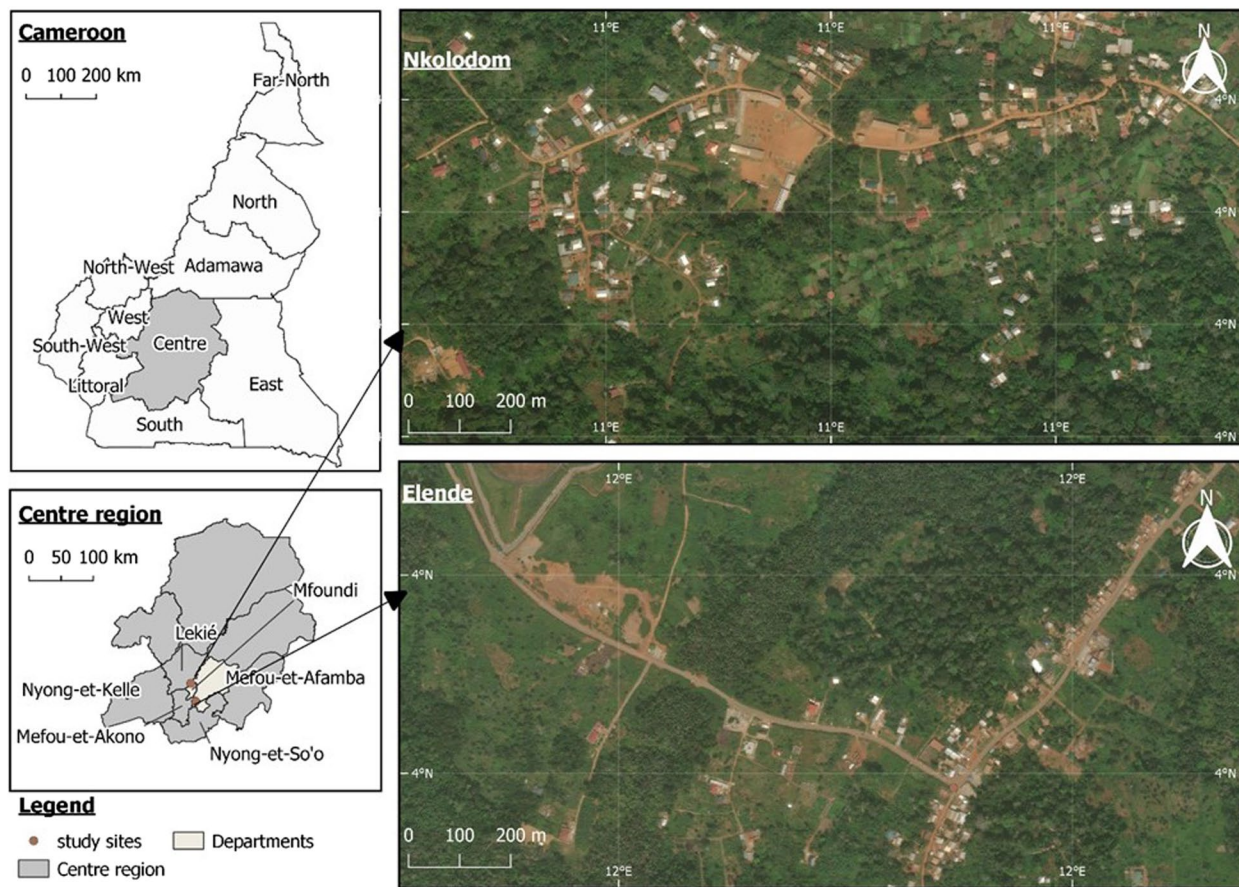 Cameroon
0 100 200 km
Far-North
North
Adamawa
North-West
West
South-West
Centre
Littoral
East
South
Centre region
0 50 100 km
Mfoundi
Lekié
Mefou-et-Afamba
Nyong-et-Kelle
Mefou-et-Akono
Nyong-et-So'o
Legend
study sites
Departments
Centre region
11°E 11°E 11°E
Nkolodom
N
4°N
4°N
4°N
0 100 200 m
4°N
11°E 11°E 11°E
12°E 12°E
Elende
N
4°N 4°N
4°N 4°N
0 100 200 m
12°E 12°E